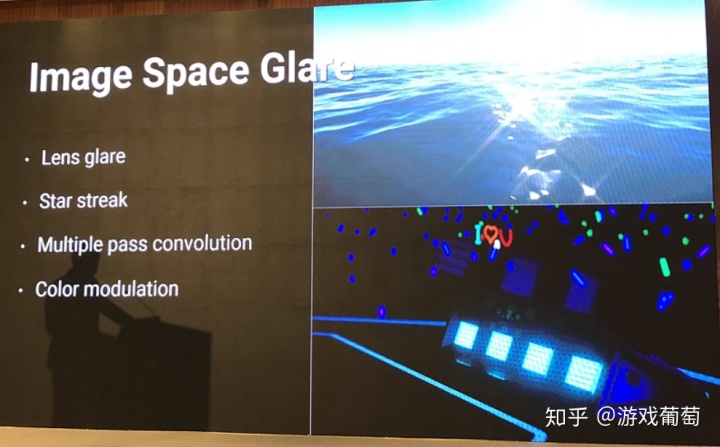 Image Space Glare
· Lens glare
· Star streak
· Multiple pass convolution
· Color modulation
I♡U
知乎 @游戏葡萄